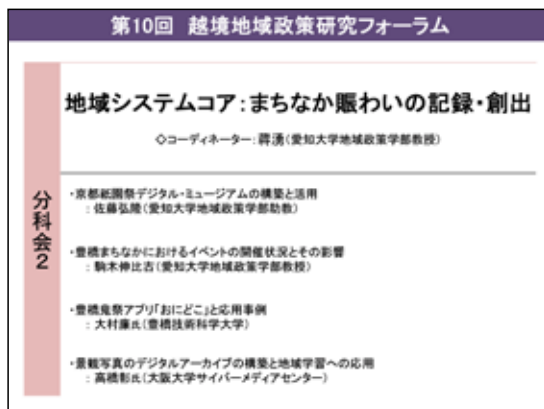 第10回 越境地域政策研究フォーラム
地域システムコア：まちなか賑わいの記録・創出
◇コーディネーター：蒋湧（愛知大学地域政策学部教授）
分科会2
・京都祇園祭デジタル・ミュージアムの構築と活用
：佐藤弘隆（愛知大学地域政策学部助教）
・豊橋まちなかにおけるイベントの開催状況とその影響
：駒木伸比古（愛知大学地域政策学部教授）
・豊橋鬼祭アプリ「おにどこ」と応用事例
：大村廉氏（豊橋技術科学大学）
・景観写真のデジタルアーカイブの構築と地域学習への応用
：高橋彰氏（大阪大学サイバーメディアセンター）